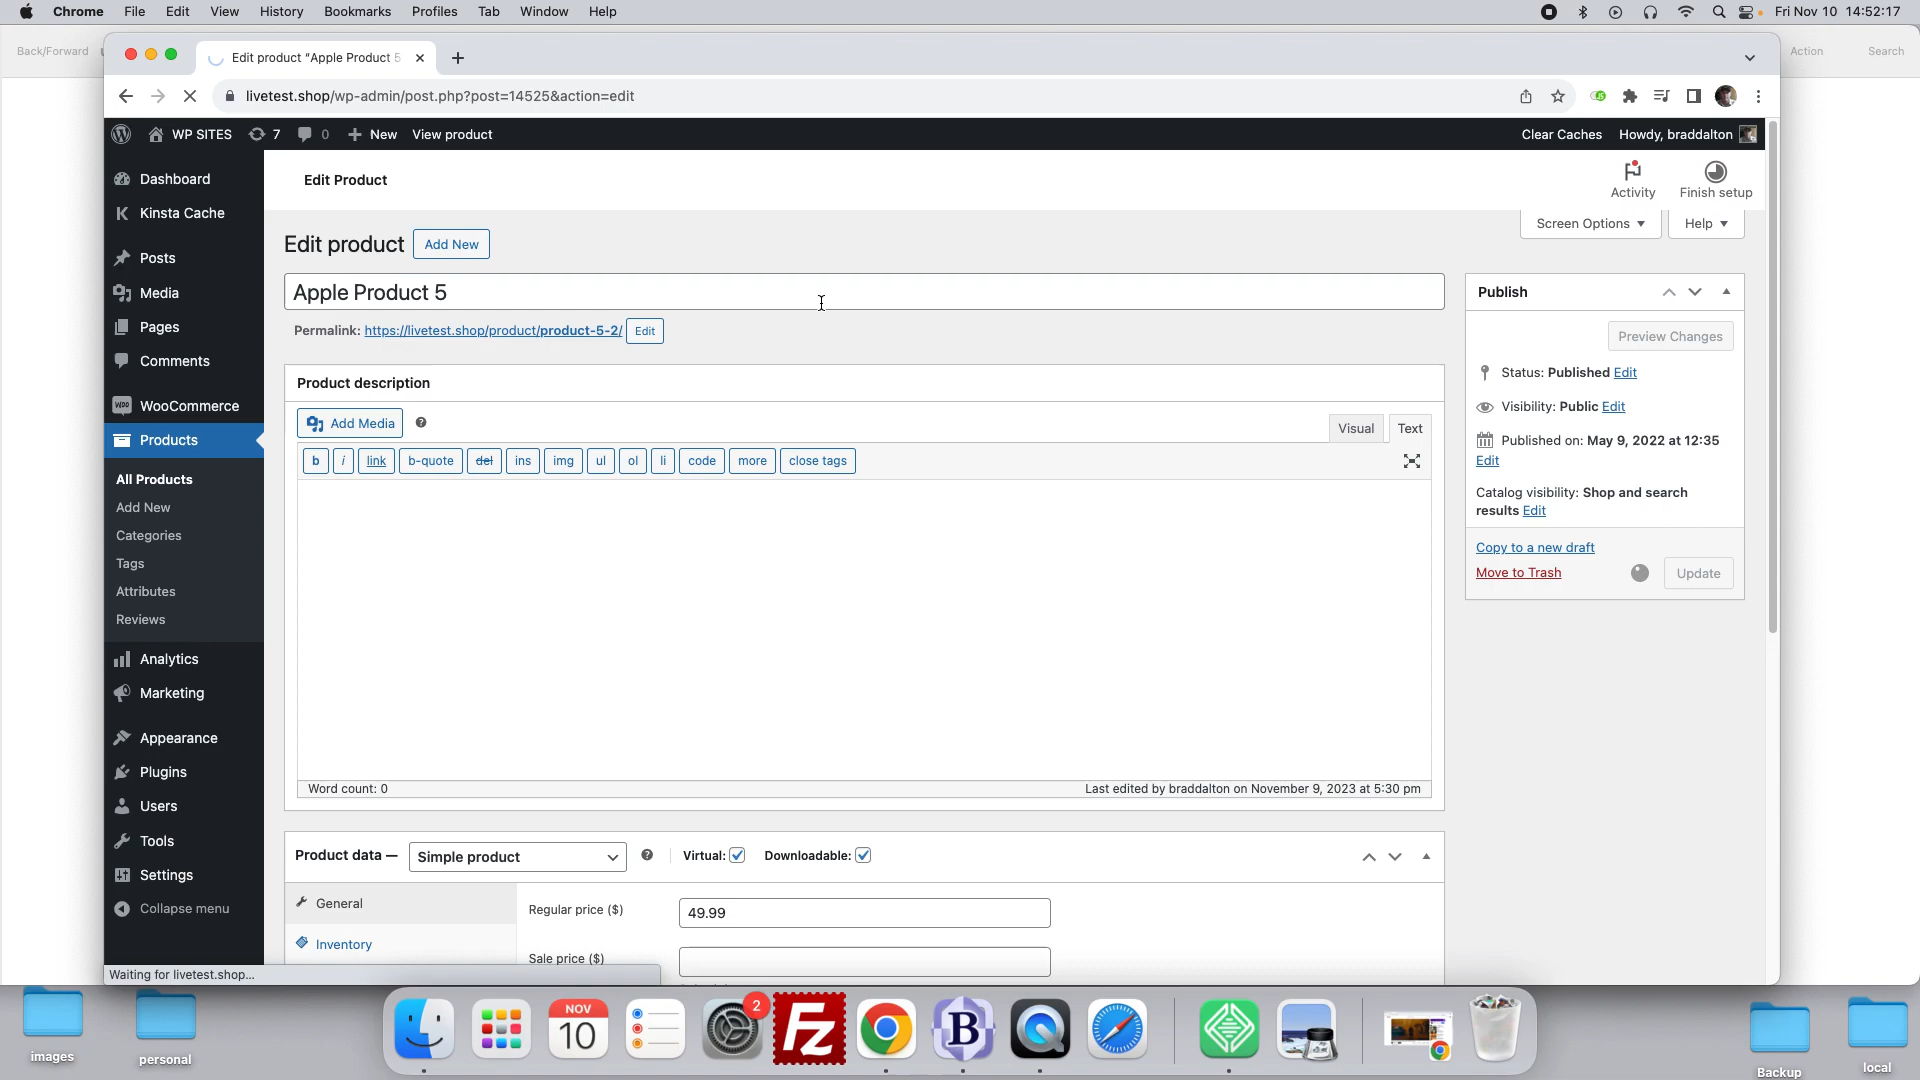 Chrome File Edit View History Bookmarks Profiles Tab Window Help
Fri Nov 10 14:52:17
Back/Forward
Action
Search
Edit product "Apple Product 5
livetest.shop/wp-admin/post.php?post=14525&action=edit
WP SITES 7 0 New View product
Clear Caches Howdy, braddalton
Dashboard
Kinsta Cache
Posts
Media
Pages
Comments
WooCommerce
Products
All Products
Add New
Categories
Tags
Attributes
Reviews
Analytics
Marketing
Appearance
Plugins
Users
Tools
Settings
Collapse menu
Edit Product
Activity
Finish setup
Screen Options
Help
Edit product Add New
Apple Product 5
Permalink: https://livetest.shop/product/product-5-2/ Edit
Product description
Add Media
Visual Text
b i link b-quote del ins img ul ol li code more close tags
Word count: 0
Last edited by braddalton on November 9, 2023 at 5:30 pm
Product data — Simple product
Virtual:
Downloadable:
General
Inventory
Regular price ($)
49.99
Sale price ($)
Publish
Preview Changes
Status: Published Edit
Visibility: Public Edit
Published on: May 9, 2022 at 12:35
Edit
Catalog visibility: Shop and search
results Edit
Copy to a new draft
Move to Trash
Update
Waiting for livetest.shop...
images
personal
NOV
10
2
Fz
B
Backup
local